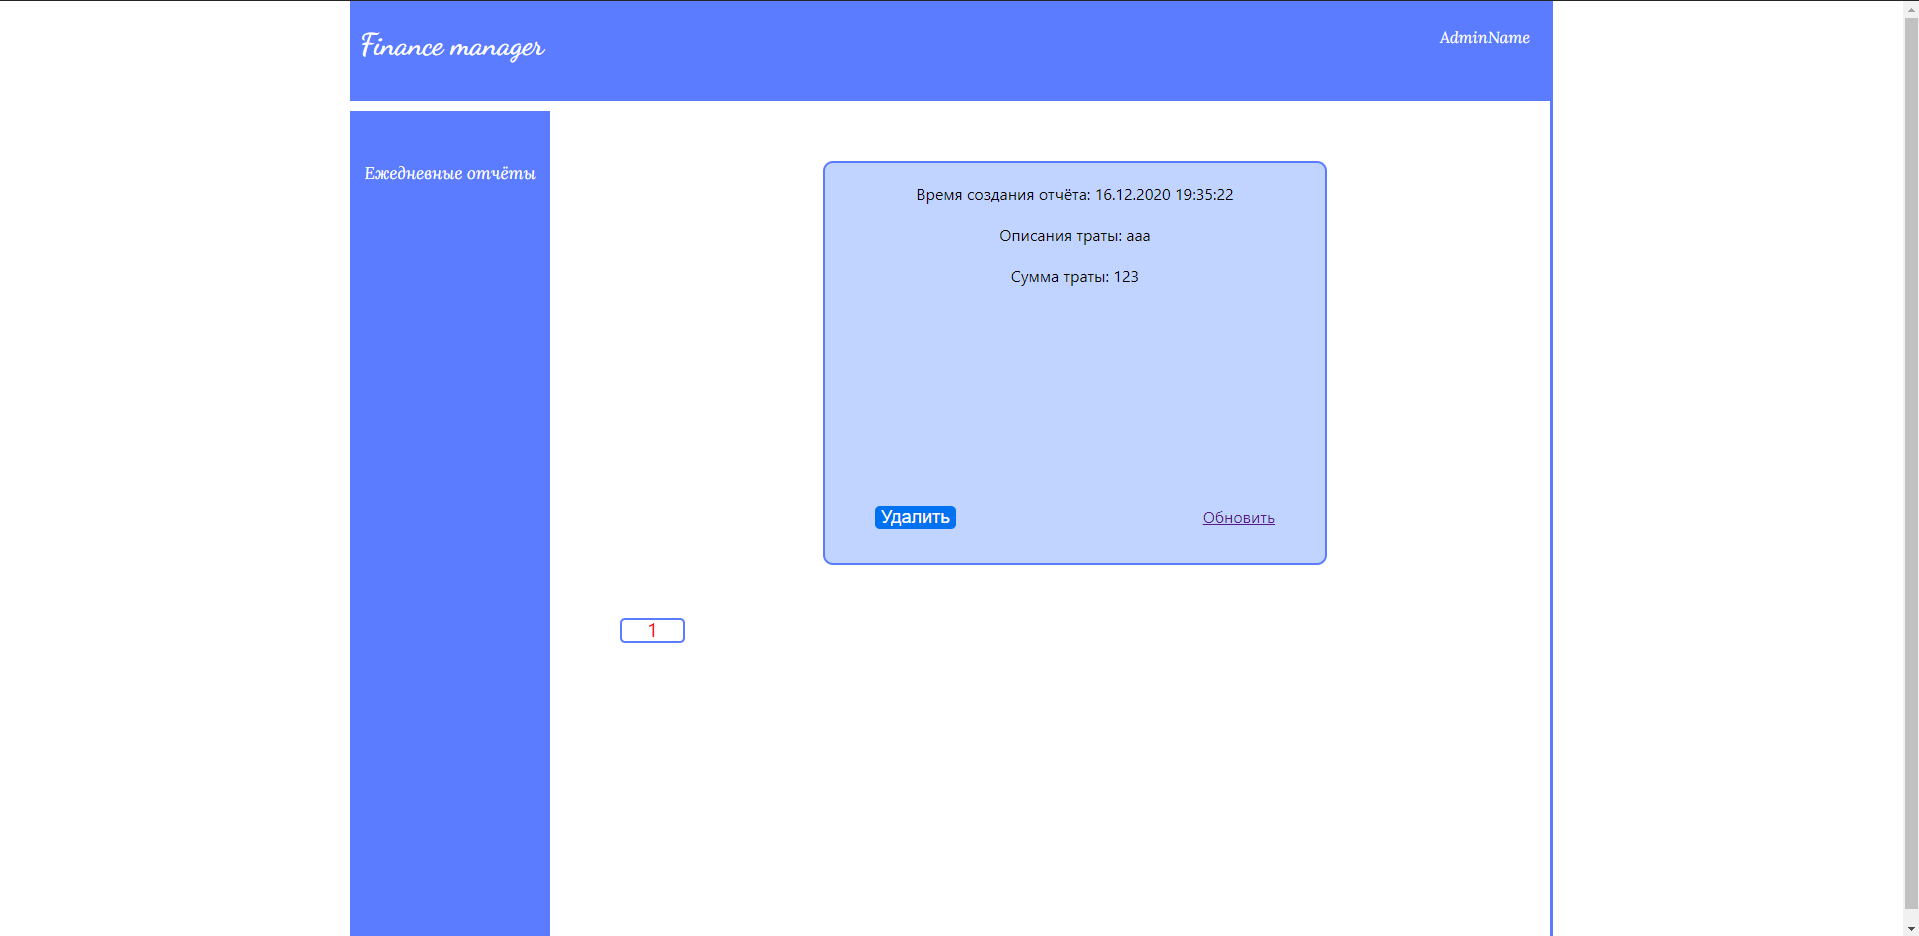 Finance manager
AdminName
Ежедневные отчёты
Время создания отчёта: 16.12.2020 19:35:22
Описания траты: aaa
Сумма траты: 123
Удалить
Обновить
1